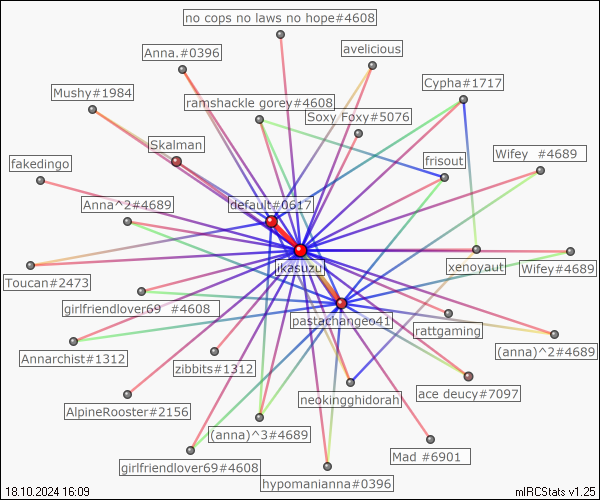 no cops no laws no hope#4608
Anna.#0396
avelicious
Cypha#1717
Mushy#1984
ramshackle gorey#4608
Soxy Foxy#5076
Skalman
fakedingo
frisout
Wifey  #4689
Anna^2#4689
default#0617
jikasuzu
xenoyaut
Wifey#4689
Toucan#2473
girlfriendlover69 #4608
pastachangeo41
rattgaming
Annarchist#1312
zibbits#1312
(anna)^2#4689
neokingghidorah
ace deucy#7097
AlpineRooster#2156
(anna)^3#4689
Mad #6901
girlfriendlover69#4608
hypomanianna#0396
18.10.2024 16:09
mIRCStats v1.25